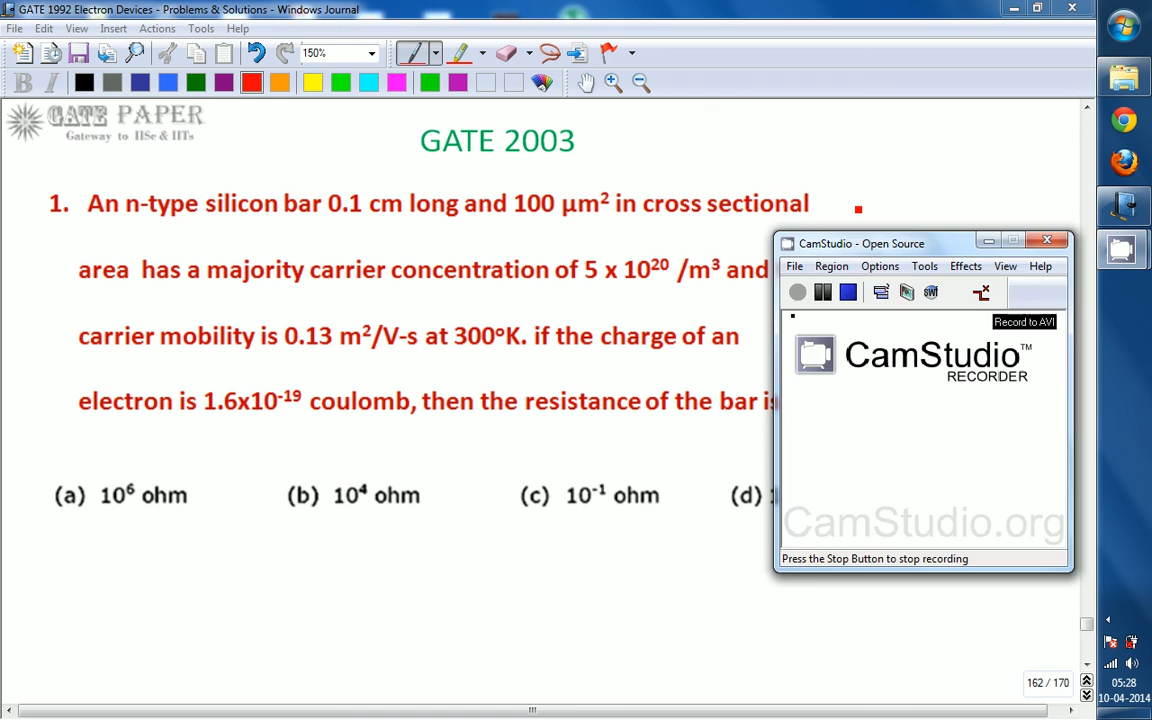 GATE 1992 Electron Devices - Problems & Solutions - Windows Journal
File Edit View Insert Actions Tools Help
150%
B I
GATE PAPER
Gateway to IISc & IITs
GATE 2003
1. An n-type silicon bar 0.1 cm long and 100 µm² in cross sectional
area has a majority carrier concentration of 5 x 10²⁰ /m³ and
carrier mobility is 0.13 m²/V-s at 300°K. if the charge of an
electron is 1.6x10⁻¹⁹ coulomb, then the resistance of the bar is
(a) 10⁶ ohm (b) 10⁴ ohm (c) 10⁻¹ ohm (d)
CamStudio - Open Source
File Region Options Tools Effects View Help
Record to AVI
CamStudio™
RECORDER
CamStudio.org
Press the Stop Button to stop recording
162 / 170
05:28
10-04-2014